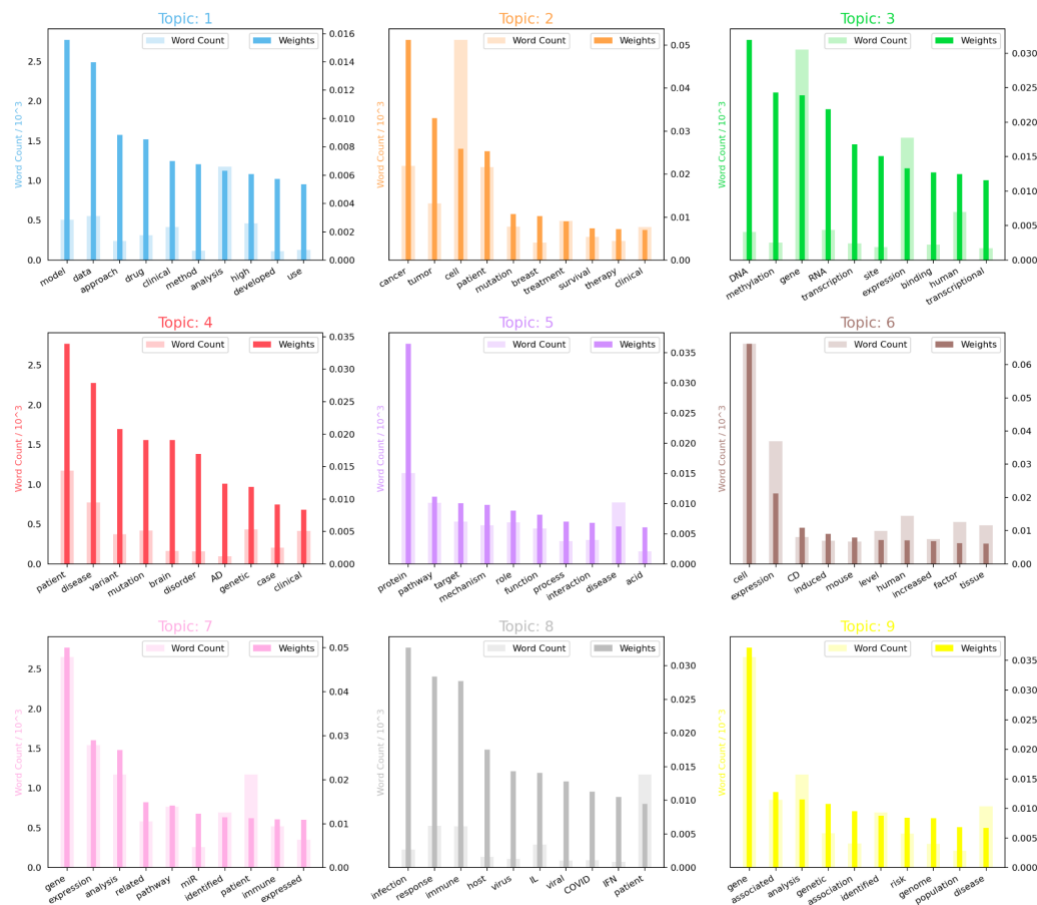 Topic: 1
Word Count
Weights
Word Count / 10^3
2.5
2.0
1.5
1.0
0.5
0.0
0.016
0.014
0.012
0.010
0.008
0.006
0.004
0.002
0.000
model
data
approach
drug
clinical
method
analysis
high
developed
use
Topic: 2
Word Count
Weights
Word Count / 10^3
0.05
0.04
0.03
0.02
0.01
0.00
cancer
tumor
cell
patient
mutation
breast
treatment
survival
therapy
clinical
Topic: 3
Word Count
Weights
Word Count / 10^3
0.030
0.025
0.020
0.015
0.010
0.005
0.000
DNA
methylation
gene
RNA
transcription
site
expression
binding
human
transcriptional
Topic: 4
Word Count
Weights
Word Count / 10^3
2.5
2.0
1.5
1.0
0.5
0.0
0.035
0.030
0.025
0.020
0.015
0.010
0.005
0.000
patient
disease
variant
mutation
brain
disorder
AD
genetic
case
clinical
Topic: 5
Word Count
Weights
Word Count / 10^3
0.035
0.030
0.025
0.020
0.015
0.010
0.005
0.000
protein
pathway
target
mechanism
role
function
process
interaction
disease
acid
Topic: 6
Word Count
Weights
Word Count / 10^3
0.06
0.05
0.04
0.03
0.02
0.01
0.00
cell
expression
CD
induced
mouse
level
human
increased
factor
tissue
Topic: 7
Word Count
Weights
Word Count / 10^3
2.5
2.0
1.5
1.0
0.5
0.0
0.05
0.04
0.03
0.02
0.01
0.00
gene
expression
analysis
related
pathway
miR
identified
patient
immune
expressed
Topic: 8
Word Count
Weights
Word Count / 10^3
0.030
0.025
0.020
0.015
0.010
0.005
0.000
infection
response
immune
host
virus
IL
viral
COVID
IFN
patient
Topic: 9
Word Count
Weights
Word Count / 10^3
0.035
0.030
0.025
0.020
0.015
0.010
0.005
0.000
gene
associated
analysis
genetic
association
identified
risk
genome
population
disease